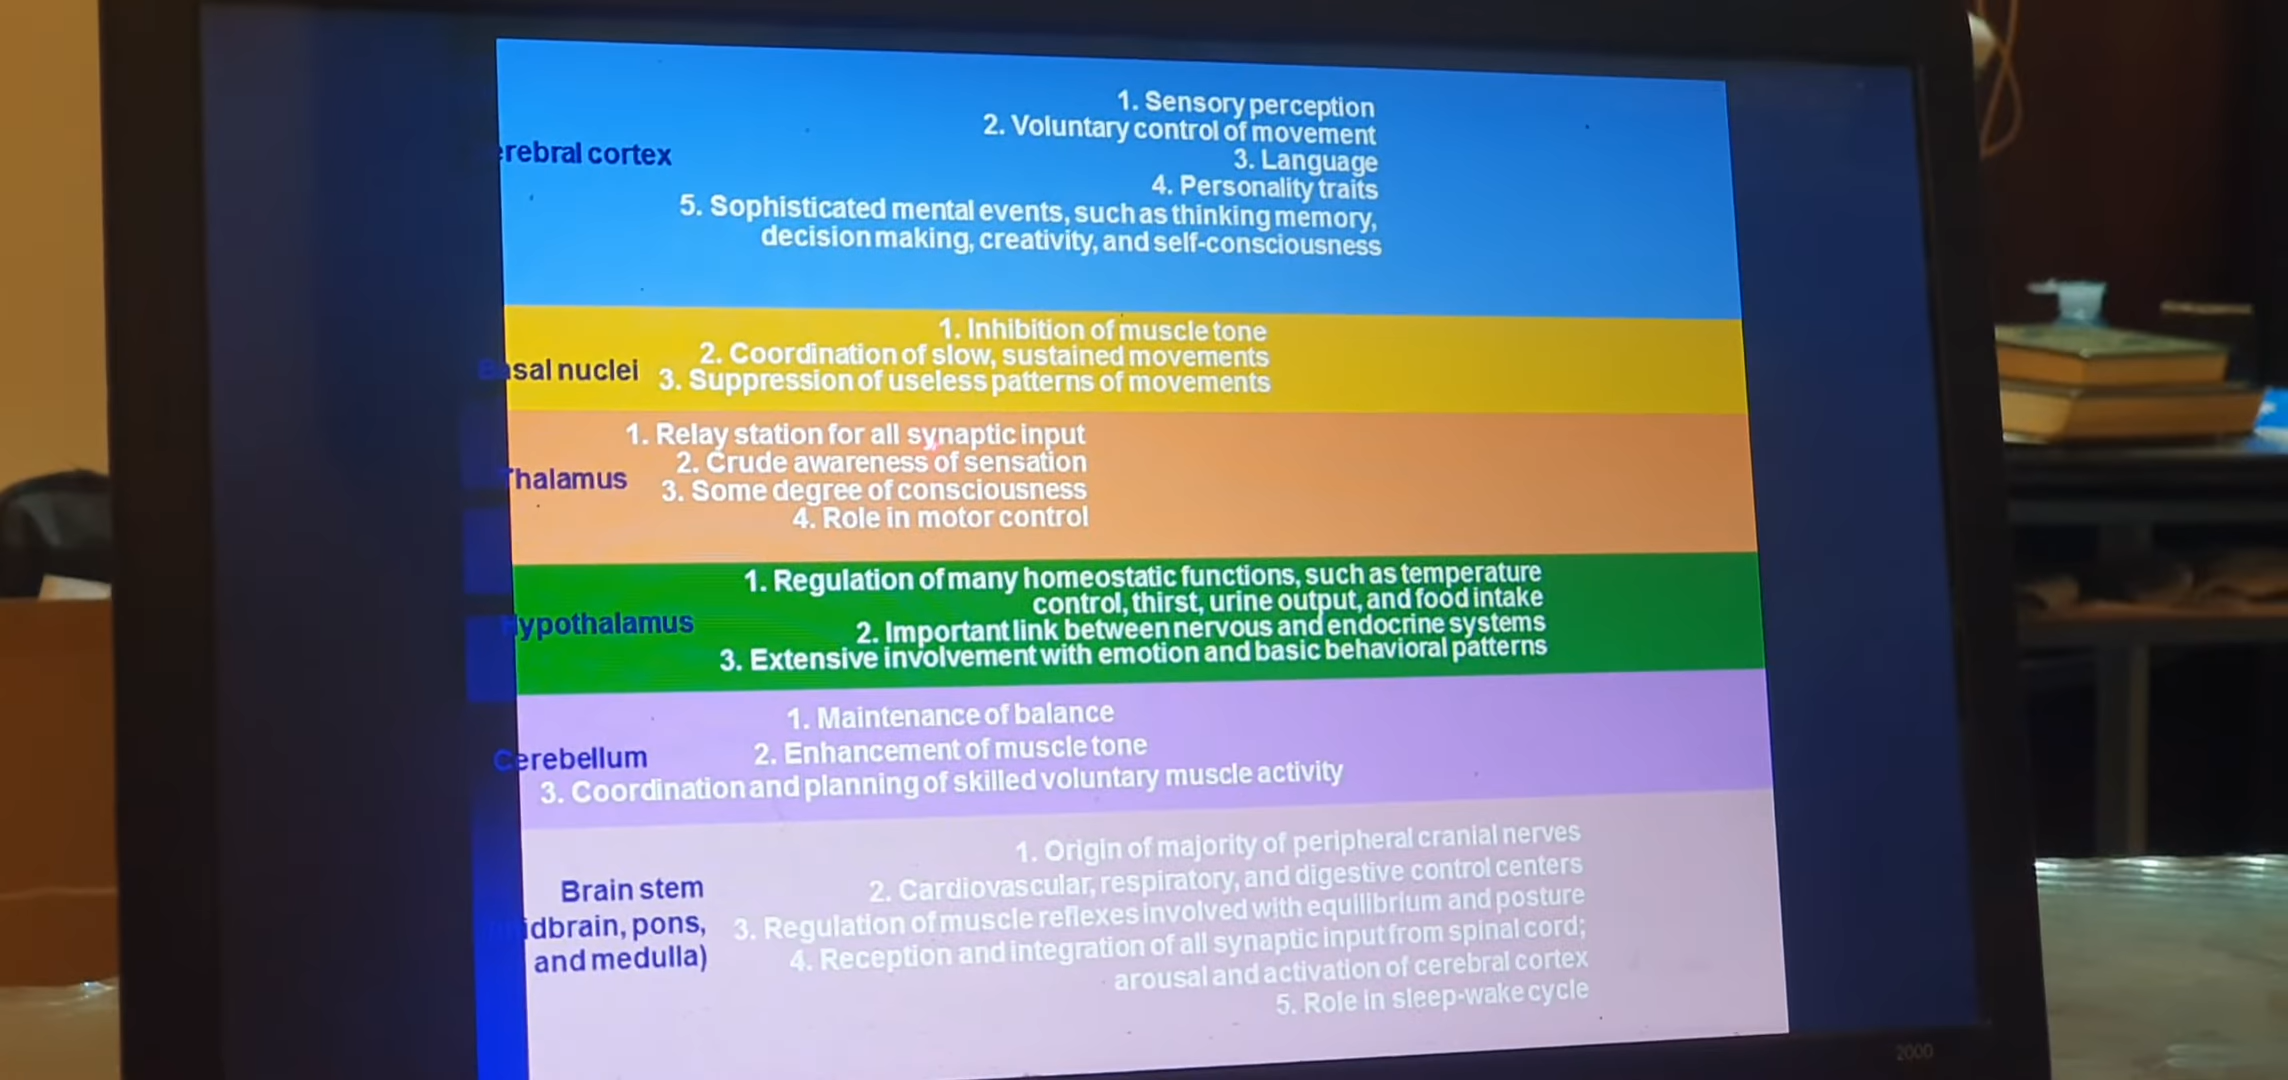 erebral cortex
1. Sensory perception
2. Voluntary control of movement
3. Language
4. Personality traits
5. Sophisticated mental events, such as thinking memory,
decision making, creativity, and self-consciousness
Basal nuclei
1. Inhibition of muscle tone
2. Coordination of slow, sustained movements
3. Suppression of useless patterns of movements
Thalamus
1. Relay station for all synaptic input
2. Crude awareness of sensation
3. Some degree of consciousness
4. Role in motor control
Hypothalamus
1. Regulation of many homeostatic functions, such as temperature
control, thirst, urine output, and food intake
2. Important link between nervous and endocrine systems
3. Extensive involvement with emotion and basic behavioral patterns
Cerebellum
1. Maintenance of balance
2. Enhancement of muscle tone
3. Coordination and planning of skilled voluntary muscle activity
Brain stem
idbrain, pons,
and medulla)
1. Origin of majority of peripheral cranial nerves
2. Cardiovascular, respiratory, and digestive control centers
3. Regulation of muscle reflexes involved with equilibrium and posture
4. Reception and integration of all synaptic input from spinal cord;
arousal and activation of cerebral cortex
5. Role in sleep-wake cycle
2000